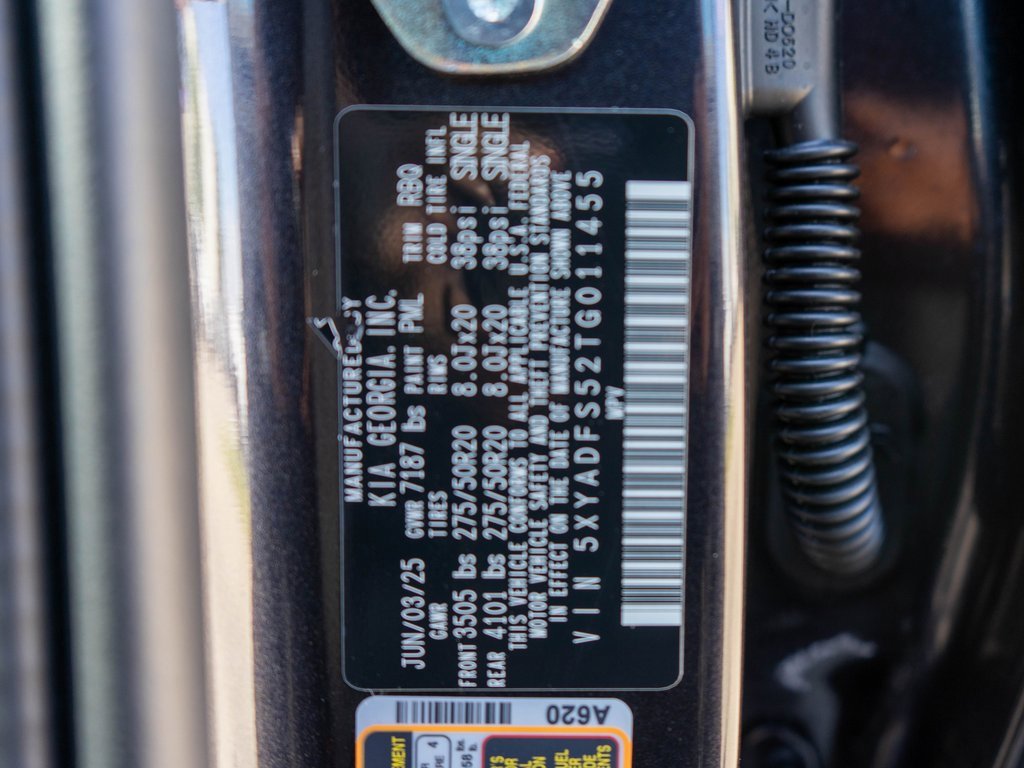 MANUFACTURED BY
KIA GEORGIA. INC.
JUN/03/25 GVWR 7187 lbs PAINT PML TRIM RBQ
GAWR TIRES RIMS COLD TIRE INFL
FRONT 3505 lbs 275/50R20 8.0Jx20 38psi SINGLE
REAR 4101 lbs 275/50R20 8.0Jx20 38psi SINGLE
THIS VEHICLE CONFORMS TO ALL APPLICABLE U.S.A. FEDERAL
MOTOR VEHICLE SAFETY AND THEFT PREVENTION STANDARDS
IN EFFECT ON THE DATE OF MANUFACTURE SHOWN ABOVE
VIN 5XYADFS52TG011455
MPV
A620
4